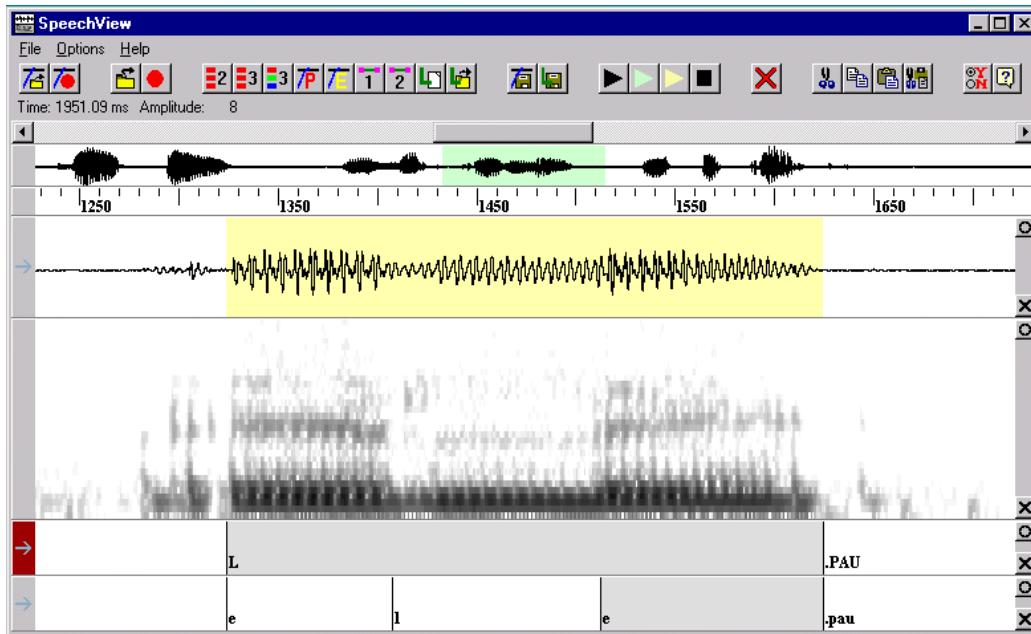 SpeechView
File Options Help
2 3 3 P E 1 2
Time: 1951.09 ms Amplitude: 8
1250 1350 1450 1550 1650
L .PAU
e l e .pau